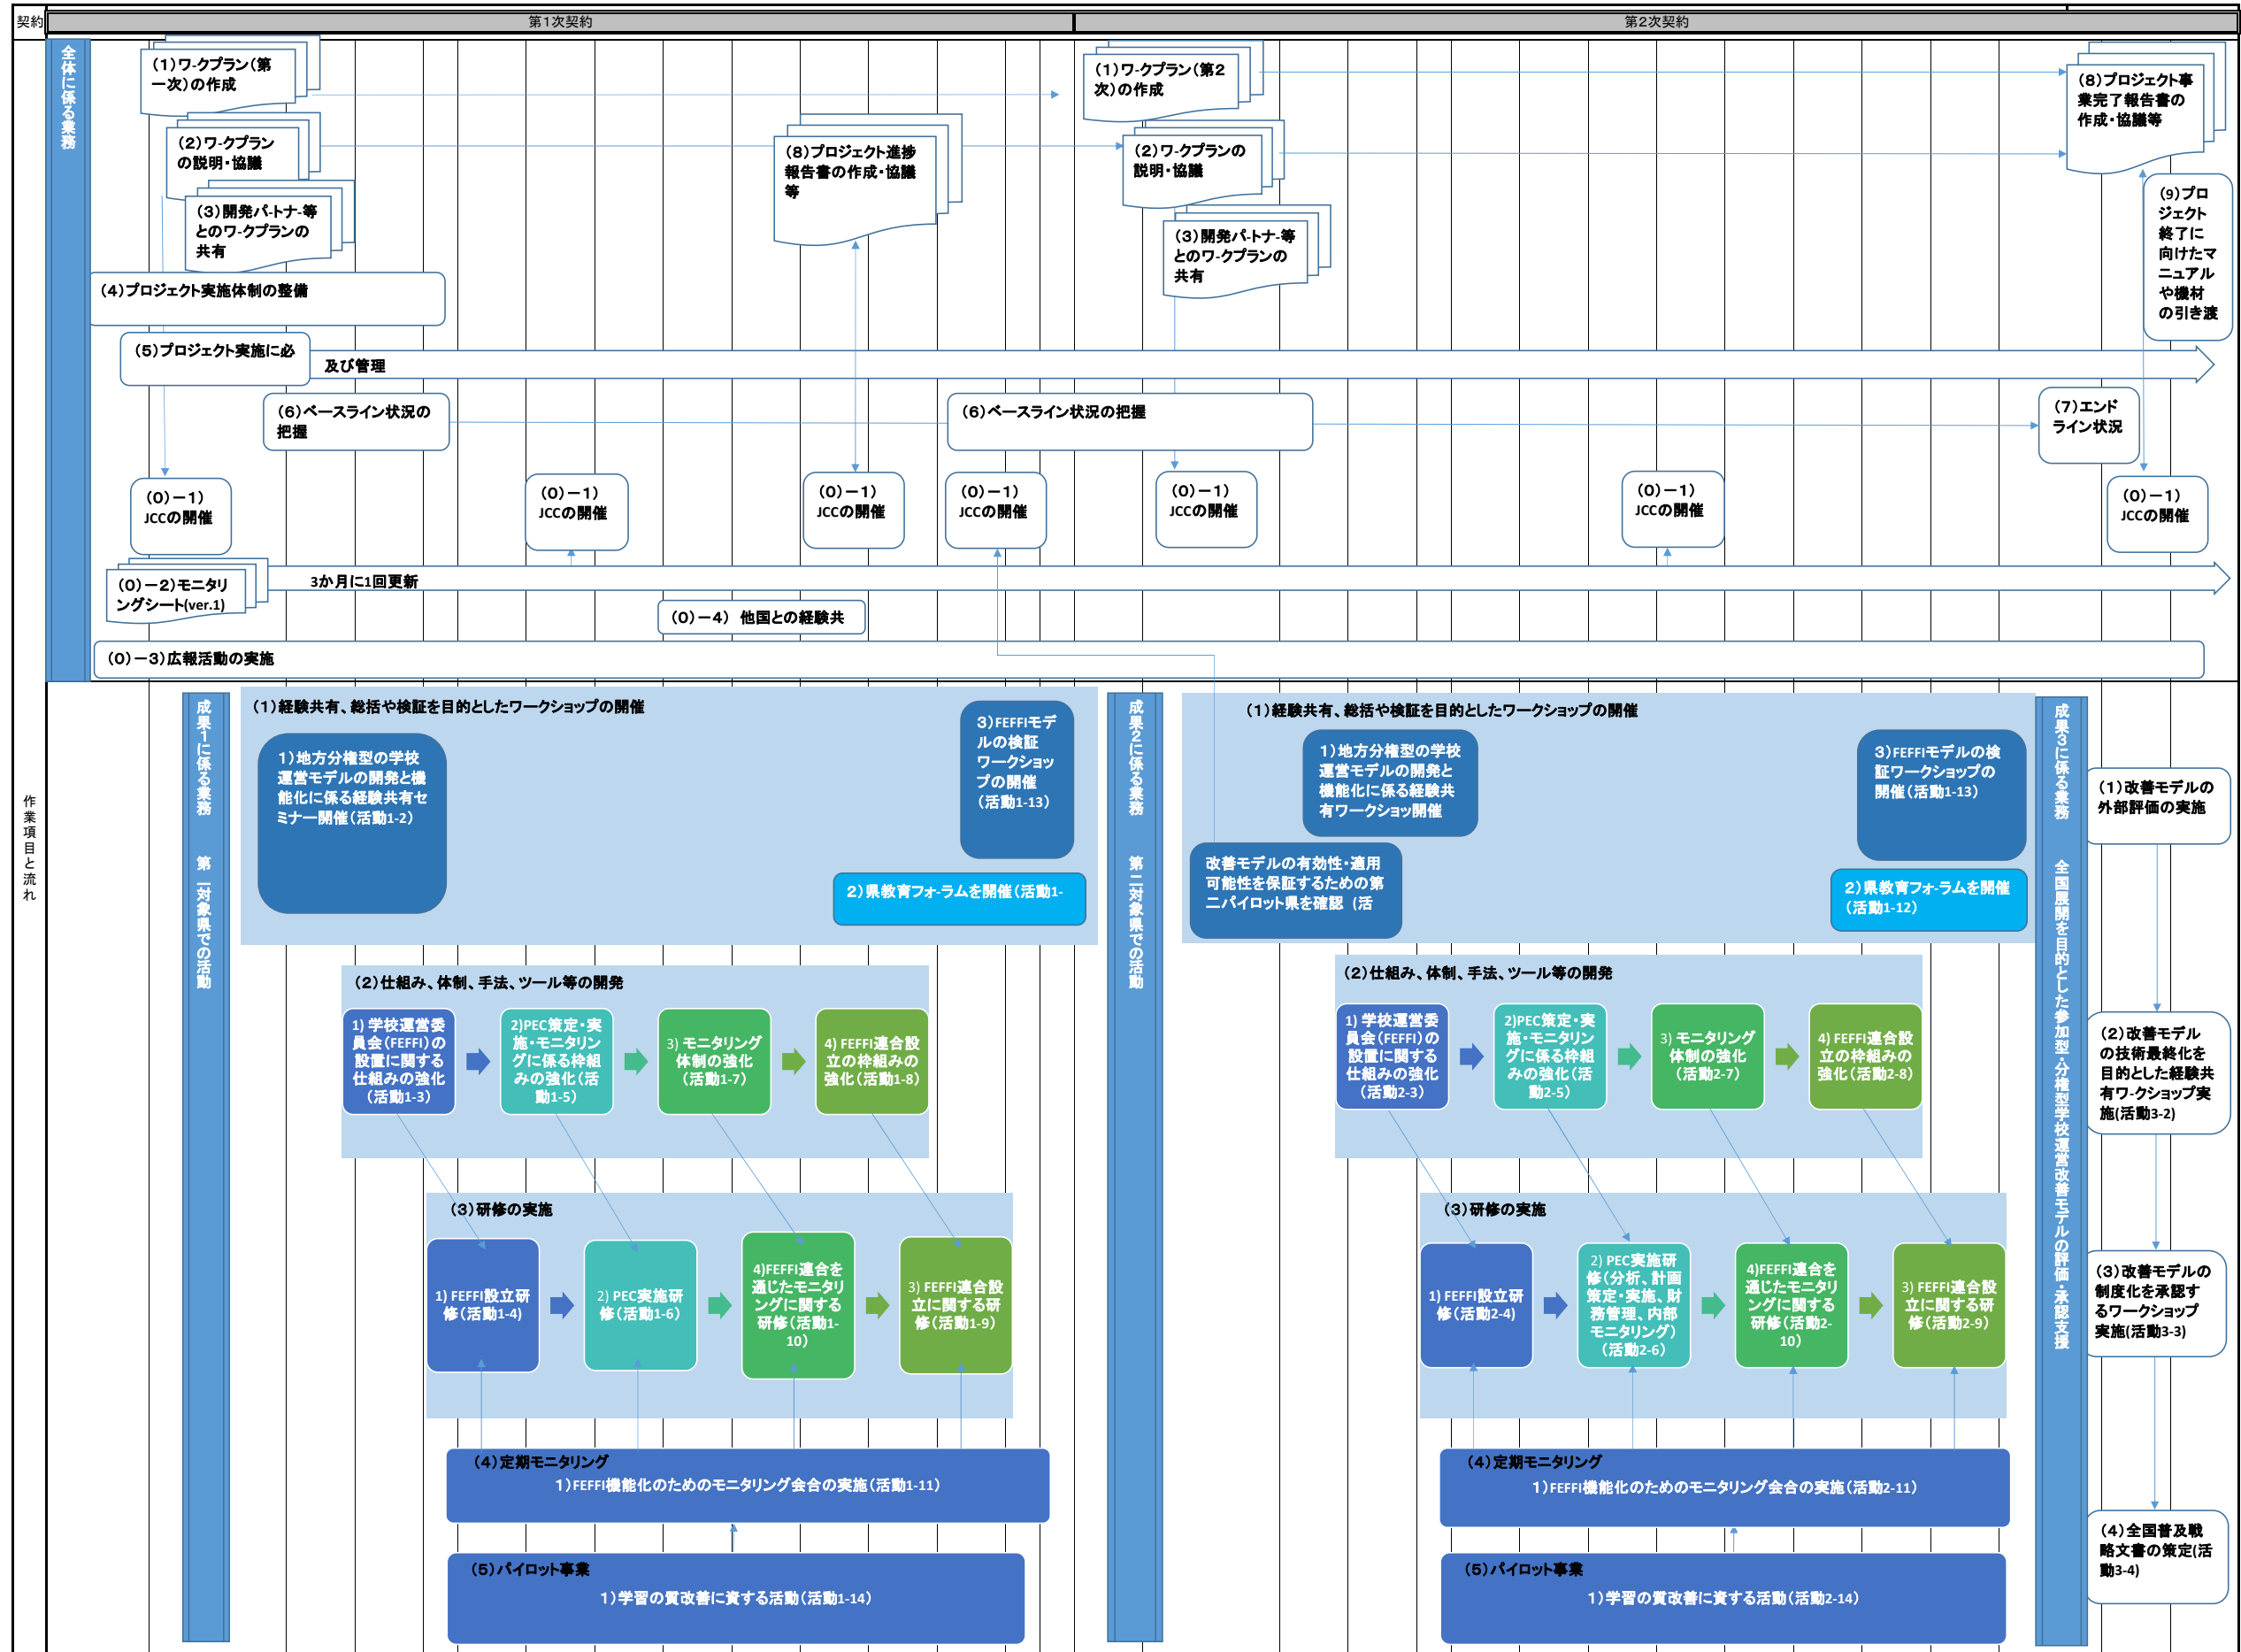 契約
第1次契約
第2次契約
全体に係る業務
(1)ワ-クプラン(第
一次)の作成
(2)ワ-クプラン
の説明・協議
(3)開発パ-トナ-等
とのワ-クプランの
共有
(4)プロジェクト実施体制の整備
(5)プロジェクト実施に必
及び管理
(6)ベースライン状況の
把握
(8)プロジェクト進捗
報告書の作成・協議
等
(1)ワ-クプラン(第2
次)の作成
(2)ワ-クプランの
説明・協議
(3)開発パ-トナ-等
とのワ-クプランの
共有
(6)ベースライン状況の把握
(8)プロジェクト事
業完了報告書の
作成・協議等
(9)プロ
ジェクト
終了に
向けたマ
ニュアル
や機材
の引き渡
(7)エンド
ライン状況
(0)-1)
JCCの開催
(0)-1)
JCCの開催
(0)-1)
JCCの開催
(0)-1)
JCCの開催
(0)-1)
JCCの開催
(0)-1)
JCCの開催
(0)-1)
JCCの開催
(0)-2)モニタリ
ングシート(ver.1)
3か月に1回更新
(0)-4) 他国との経験共
(0)-3)広報活動の実施
作業項目と流れ
成果1に係る業務 第一対象県での活動
(1)経験共有、総括や検証を目的としたワークショップの開催
1)地方分権型の学校
運営モデルの開発と機
能化に係る経験共有セ
ミナー開催(活動1-2)
3)FEFFIモデ
ルの検証
ワークショッ
プの開催
(活動1-13)
2)県教育フォ-ラムを開催(活動1-
(2)仕組み、体制、手法、ツール等の開発
1) 学校運営委
員会(FEFFI)の
設置に関する
仕組みの強化
(活動1-3)
2)PEC策定・実
施・モニタリン
グに係る枠組
みの強化(活
動1-5)
3) モニタリング
体制の強化
(活動1-7)
4) FEFFI連合設
立の枠組みの
強化(活動1-8)
(3)研修の実施
1) FEFFI設立研
修(活動1-4)
2) PEC実施研
修(活動1-6)
4)FEFFI連合を
通じたモニタリ
ングに関する
研修(活動1-
10)
3) FEFFI連合設
立に関する研
修(活動1-9)
(4)定期モニタリング
1)FEFFI機能化のためのモニタリング会合の実施(活動1-11)
(5)パイロット事業
1)学習の質改善に資する活動(活動1-14)
成果2に係る業務 第二対象県での活動
(1)経験共有、総括や検証を目的としたワークショップの開催
1)地方分権型の学校
運営モデルの開発と
機能化に係る経験共
有ワークショッ開催
改善モデルの有効性・適用
可能性を保証するための第
二パイロット県を確認 (活
3)FEFFIモデルの検
証ワークショップの
開催(活動1-13)
2)県教育フォ-ラムを開催
(活動1-12)
(2)仕組み、体制、手法、ツール等の開発
1) 学校運営委
員会(FEFFI)の
設置に関する
仕組みの強化
(活動2-3)
2)PEC策定・実
施・モニタリン
グに係る枠組
みの強化(活
動2-5)
3) モニタリング
体制の強化
(活動2-7)
4) FEFFI連合設
立の枠組みの
強化(活動2-8)
(3)研修の実施
1) FEFFI設立研
修(活動2-4)
2) PEC実施研
修(分析、計画
策定・実施、財
務管理、内部
モニタリング)
(活動2-6)
4)FEFFI連合を
通じたモニタリ
ングに関する
研修(活動2-
10)
3) FEFFI連合設
立に関する研
修(活動2-9)
(4)定期モニタリング
1)FEFFI機能化のためのモニタリング会合の実施(活動2-11)
(5)パイロット事業
1)学習の質改善に資する活動(活動2-14)
成果3に係る業務 全国展開を目的とした参加型・分権型学校運営改善モデルの評価・承認支援
(1)改善モデルの
外部評価の実施
(2)改善モデル
の技術最終化を
目的とした経験共
有ワ-クショップ実
施(活動3-2)
(3)改善モデルの
制度化を承認す
るワークショップ
実施(活動3-3)
(4)全国普及戦
略文書の策定(活
動3-4)